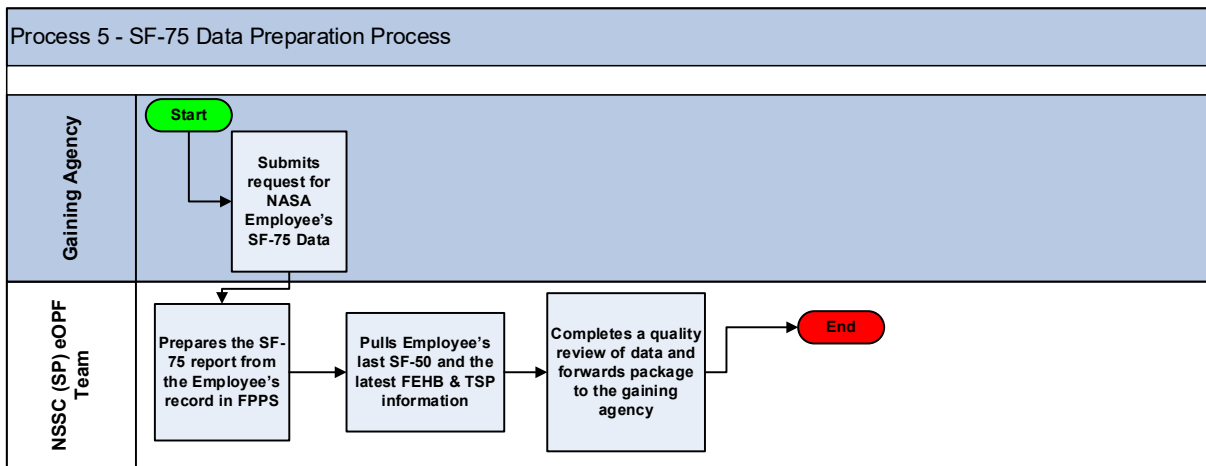 Process 5 - SF-75 Data Preparation Process
Gaining Agency
Start
Submits
request for
NASA
Employee’s
SF-75 Data
NSSC (SP) eOPF
Team
Prepares the SF-
75 report from
the Employee’s
record in FPPS
Pulls Employee’s
last SF-50 and the
latest FEHB & TSP
information
Completes a quality
review of data and
forwards package
to the gaining
agency
End